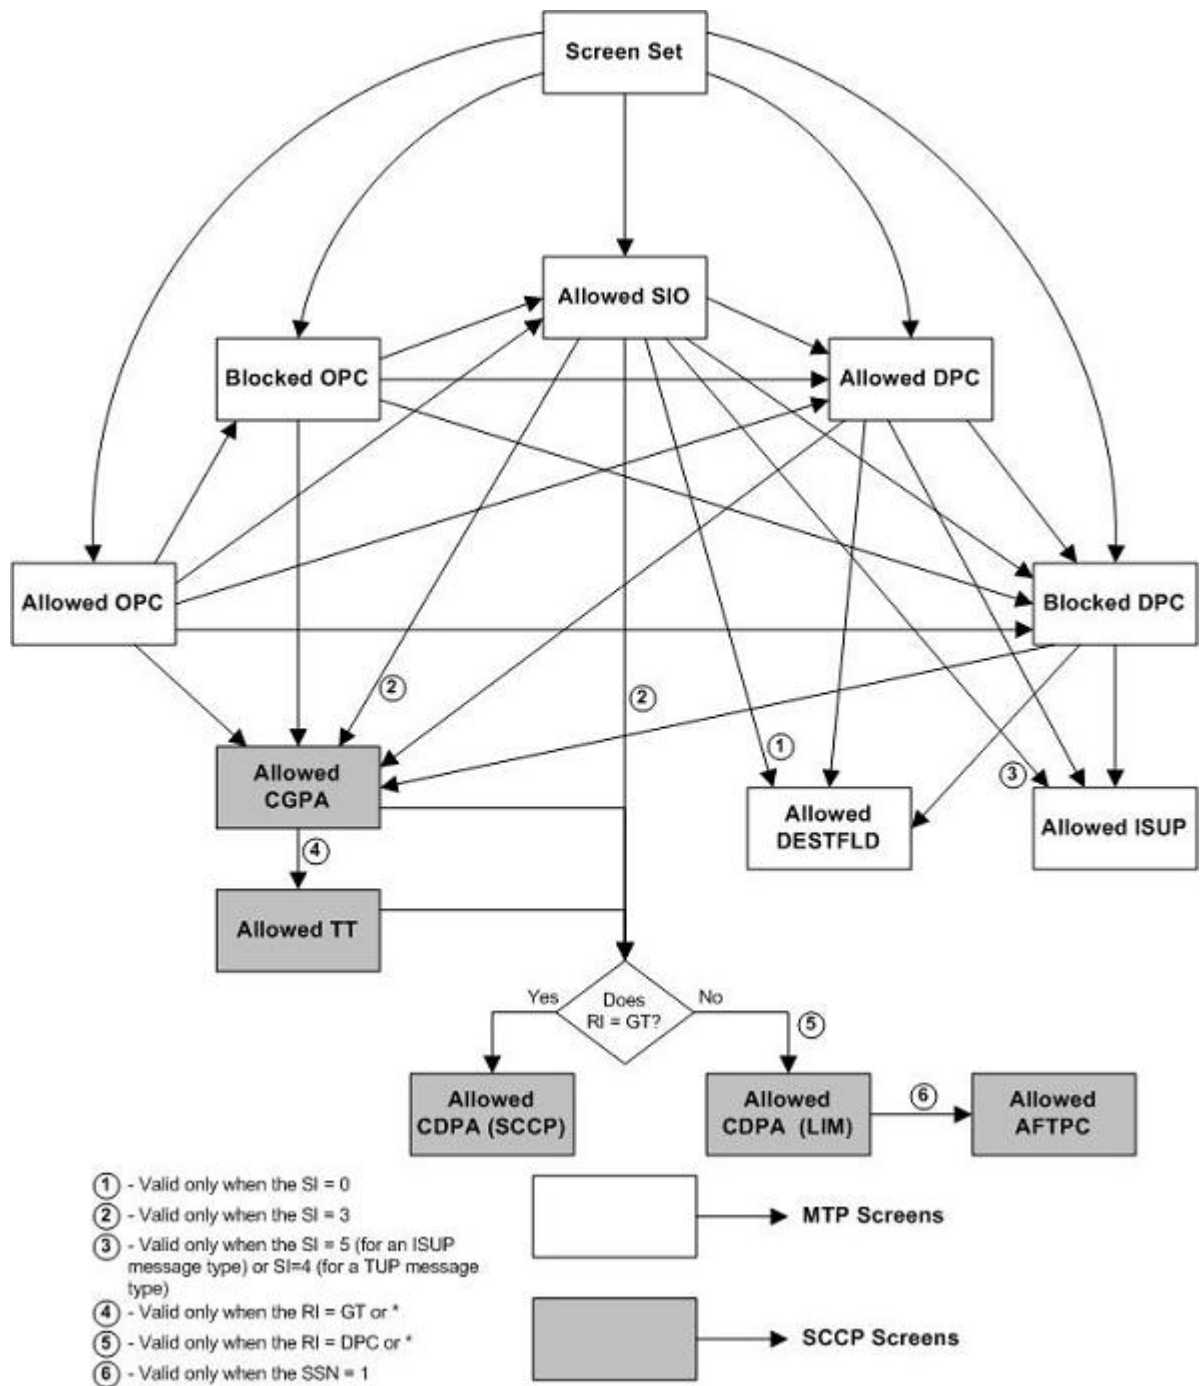 Screen Set
Allowed SIO
Blocked OPC
Allowed DPC
Allowed OPC
Blocked DPC
2
2
1
3
Allowed
CGPA
Allowed
DESTFLD
Allowed ISUP
4
Allowed TT
Yes
Does
RI = GT?
No
5
Allowed
CDPA (SCCP)
Allowed
CDPA (LIM)
6
Allowed
AFTPC
1 - Valid only when the SI = 0
2 - Valid only when the SI = 3
3 - Valid only when the SI = 5 (for an ISUP
message type) or SI=4 (for a TUP message
type)
4 - Valid only when the RI = GT or *
5 - Valid only when the RI = DPC or *
6 - Valid only when the SSN = 1
MTP Screens
SCCP Screens